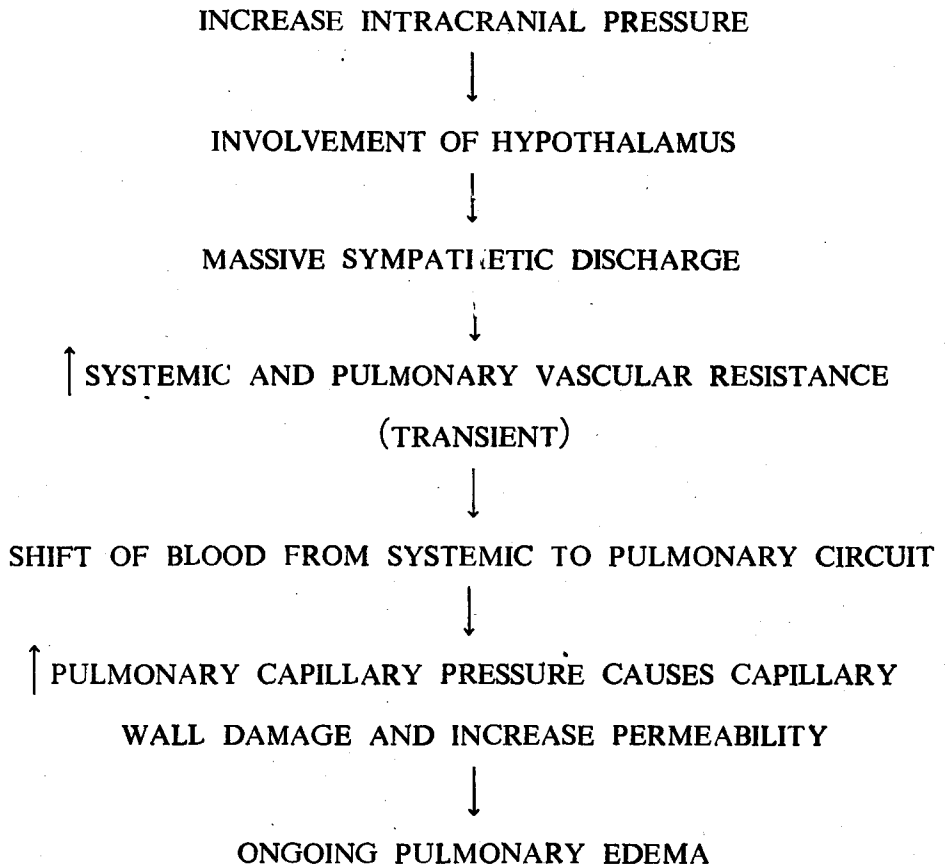 INCREASE INTRACRANIAL PRESSURE
↓
INVOLVEMENT OF HYPOTHALAMUS
↓
MASSIVE SYMPATHETIC DISCHARGE
↓
↑ SYSTEMIC AND PULMONARY VASCULAR RESISTANCE
(TRANSIENT)
↓
SHIFT OF BLOOD FROM SYSTEMIC TO PULMONARY CIRCUIT
↓
↑ PULMONARY CAPILLARY PRESSURE CAUSES CAPILLARY
WALL DAMAGE AND INCREASE PERMEABILITY
↓
ONGOING PULMONARY EDEMA